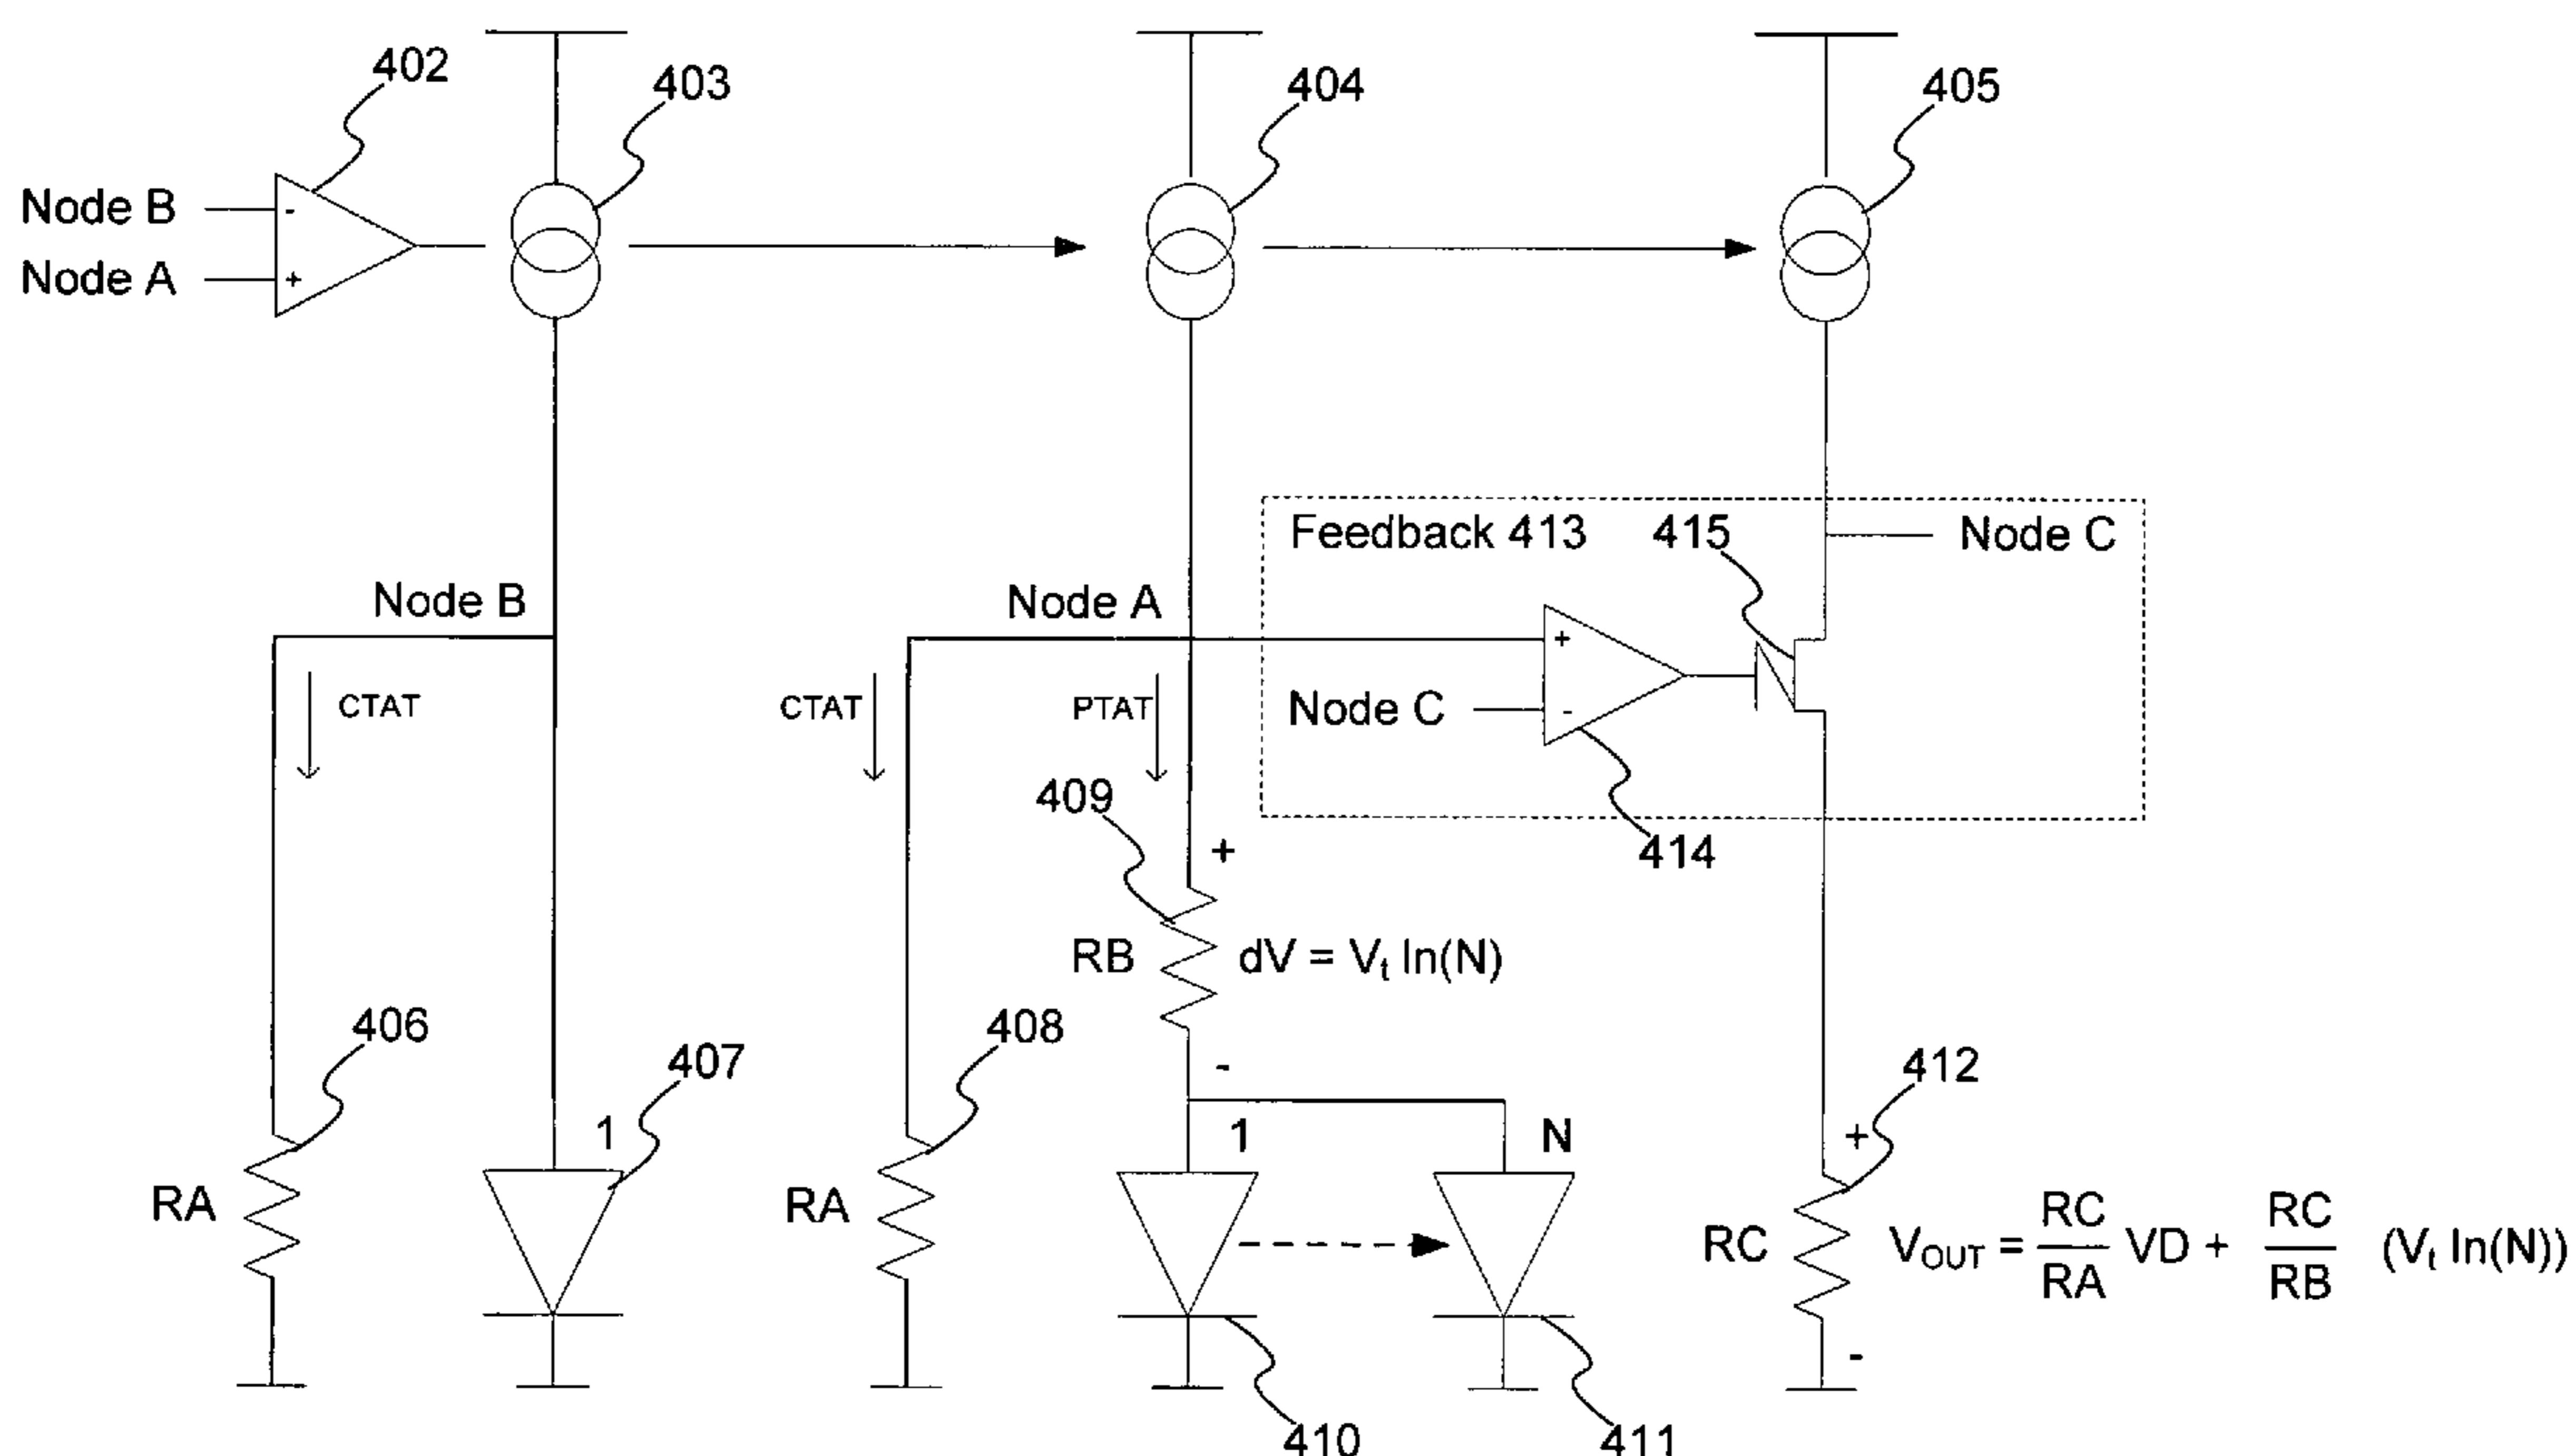 402
403
404
405
Node B
-
Node A
+
Feedback 413
415
Node C
Node B
Node A
+
CTAT
CTAT
PTAT
Node C
-
409
+
414
RB
dV = Vt ln(N)
406
407
408
-
412
1
1
N
+
RA
RA
RC
VOUT = RC/RA VD + RC/RB (Vt ln(N))
-
410
411